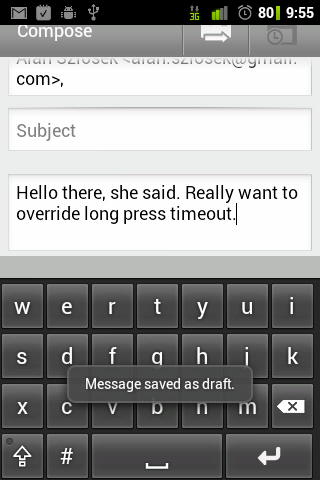 3G 80 9:55
Compose
Alan Szlosek <alan.szlosek@gmail.
com>,
Subject
Hello there, she said. Really want to
override long press timeout.
w e r t y u i
s d f g h j k
Message saved as draft.
x c v b n m
#